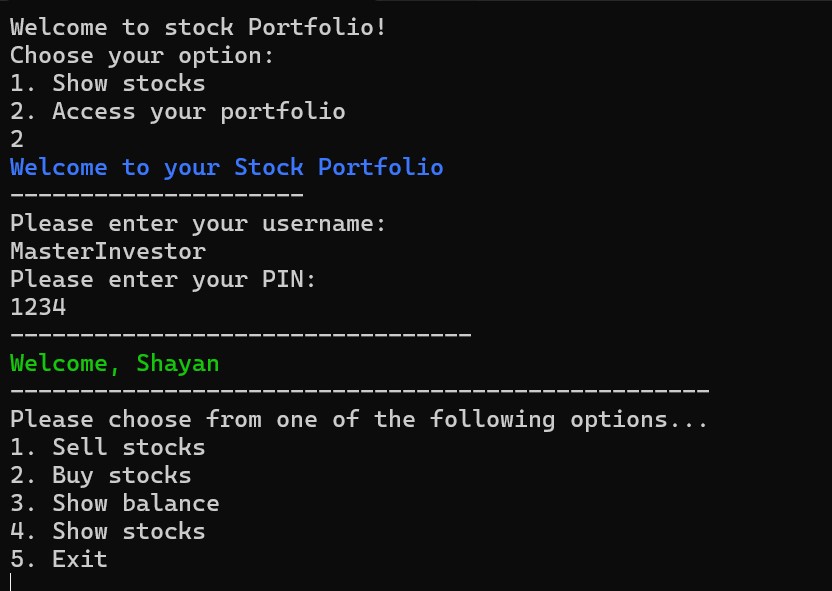 Welcome to stock Portfolio!
Choose your option:
1. Show stocks
2. Access your portfolio
2
Welcome to your Stock Portfolio
---------------------
Please enter your username:
MasterInvestor
Please enter your PIN:
1234
---------------------------------
Welcome, Shayan
--------------------------------------------------
Please choose from one of the following options...
1. Sell stocks
2. Buy stocks
3. Show balance
4. Show stocks
5. Exit